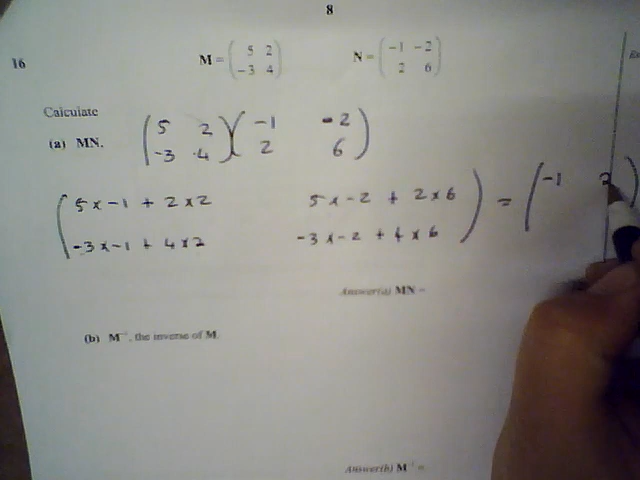 8
16 M = ( 5 2 -3 4 ) N = ( -1 -2 2 6 )
Calculate
(a) MN. ( 5 2 -3 4 ) ( -1 -2 2 6 )
( 5 x -1 + 2 x 2 5 x -2 + 2 x 6 ) = ( -1 2 )
-3 x -1 + 4 x 2 -3 x -2 + 4 x 6
Answer(a) MN =
(b) M⁻¹, the inverse of M.
Answer(b) M⁻¹ =